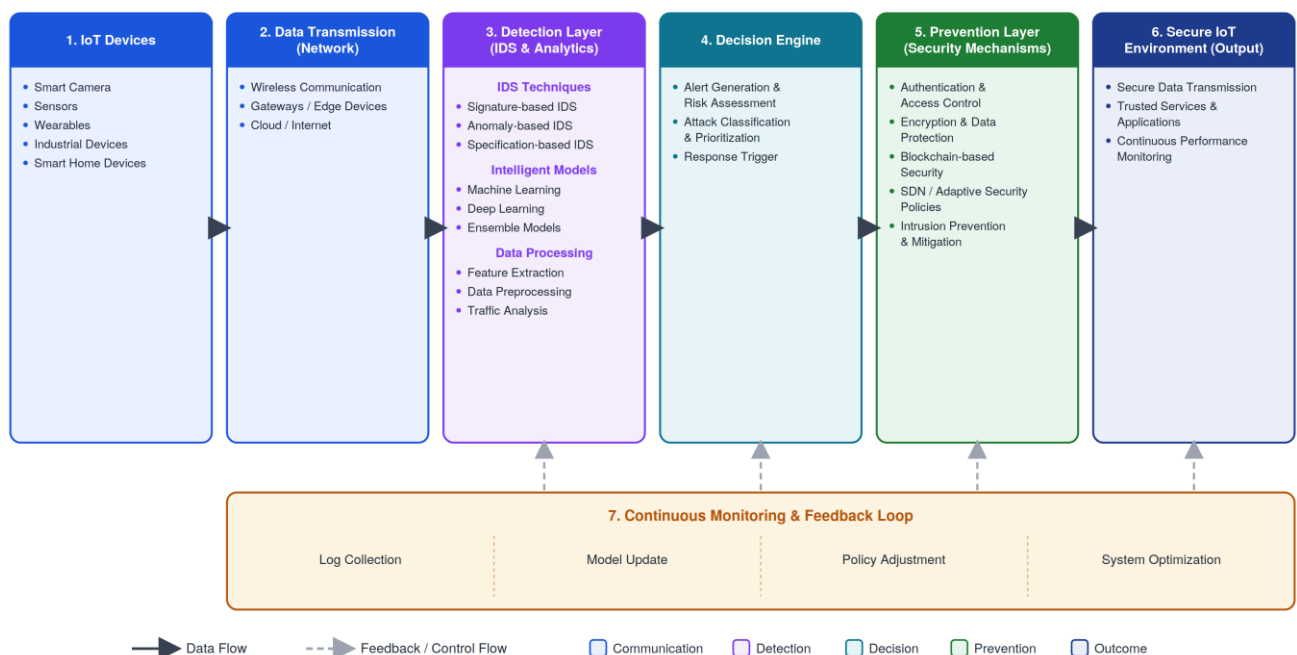 1. IoT Devices
Smart Camera
Sensors
Wearables
Industrial Devices
Smart Home Devices
2. Data Transmission
(Network)
Wireless Communication
Gateways / Edge Devices
Cloud / Internet
3. Detection Layer
(IDS & Analytics)
IDS Techniques
Signature-based IDS
Anomaly-based IDS
Specification-based IDS
Intelligent Models
Machine Learning
Deep Learning
Ensemble Models
Data Processing
Feature Extraction
Data Preprocessing
Traffic Analysis
4. Decision Engine
Alert Generation &
Risk Assessment
Attack Classification
& Prioritization
Response Trigger
5. Prevention Layer
(Security Mechanisms)
Authentication &
Access Control
Encryption & Data
Protection
Blockchain-based
Security
SDN / Adaptive Security
Policies
Intrusion Prevention
& Mitigation
6. Secure IoT
Environment (Output)
Secure Data Transmission
Trusted Services &
Applications
Continuous Performance
Monitoring
7. Continuous Monitoring & Feedback Loop
Log Collection
Model Update
Policy Adjustment
System Optimization
Data Flow
Feedback / Control Flow
Communication
Detection
Decision
Prevention
Outcome